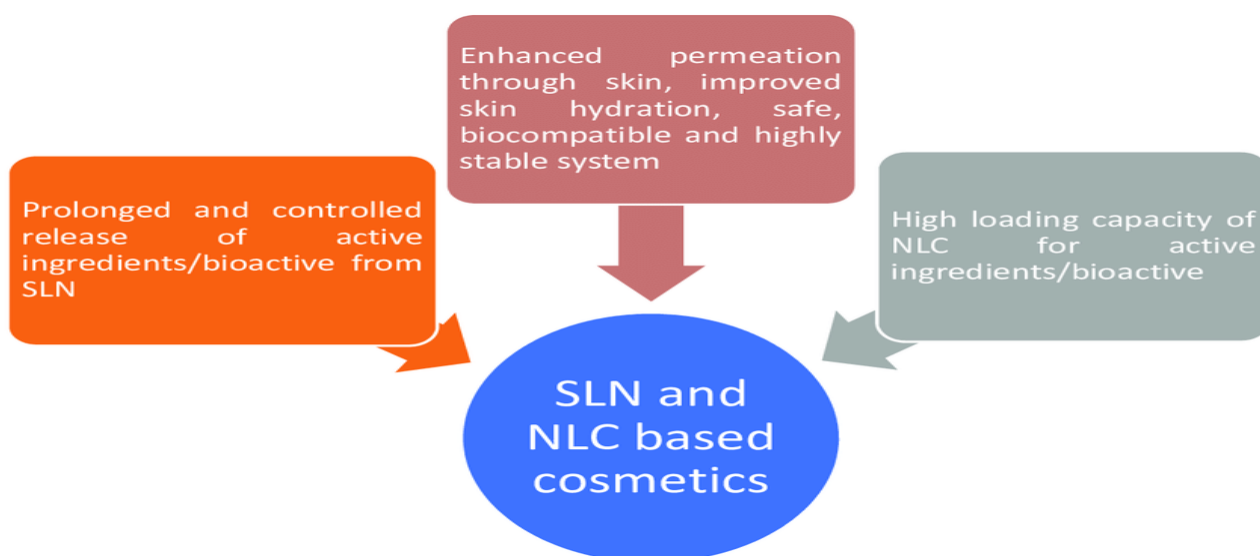 Enhanced permeation
through skin, improved
skin hydration, safe,
biocompatible and highly
stable system
Prolonged and controlled
release of active
ingredients/bioactive from
SLN
High loading capacity of
NLC for active
ingredients/bioactive
SLN and
NLC based
cosmetics